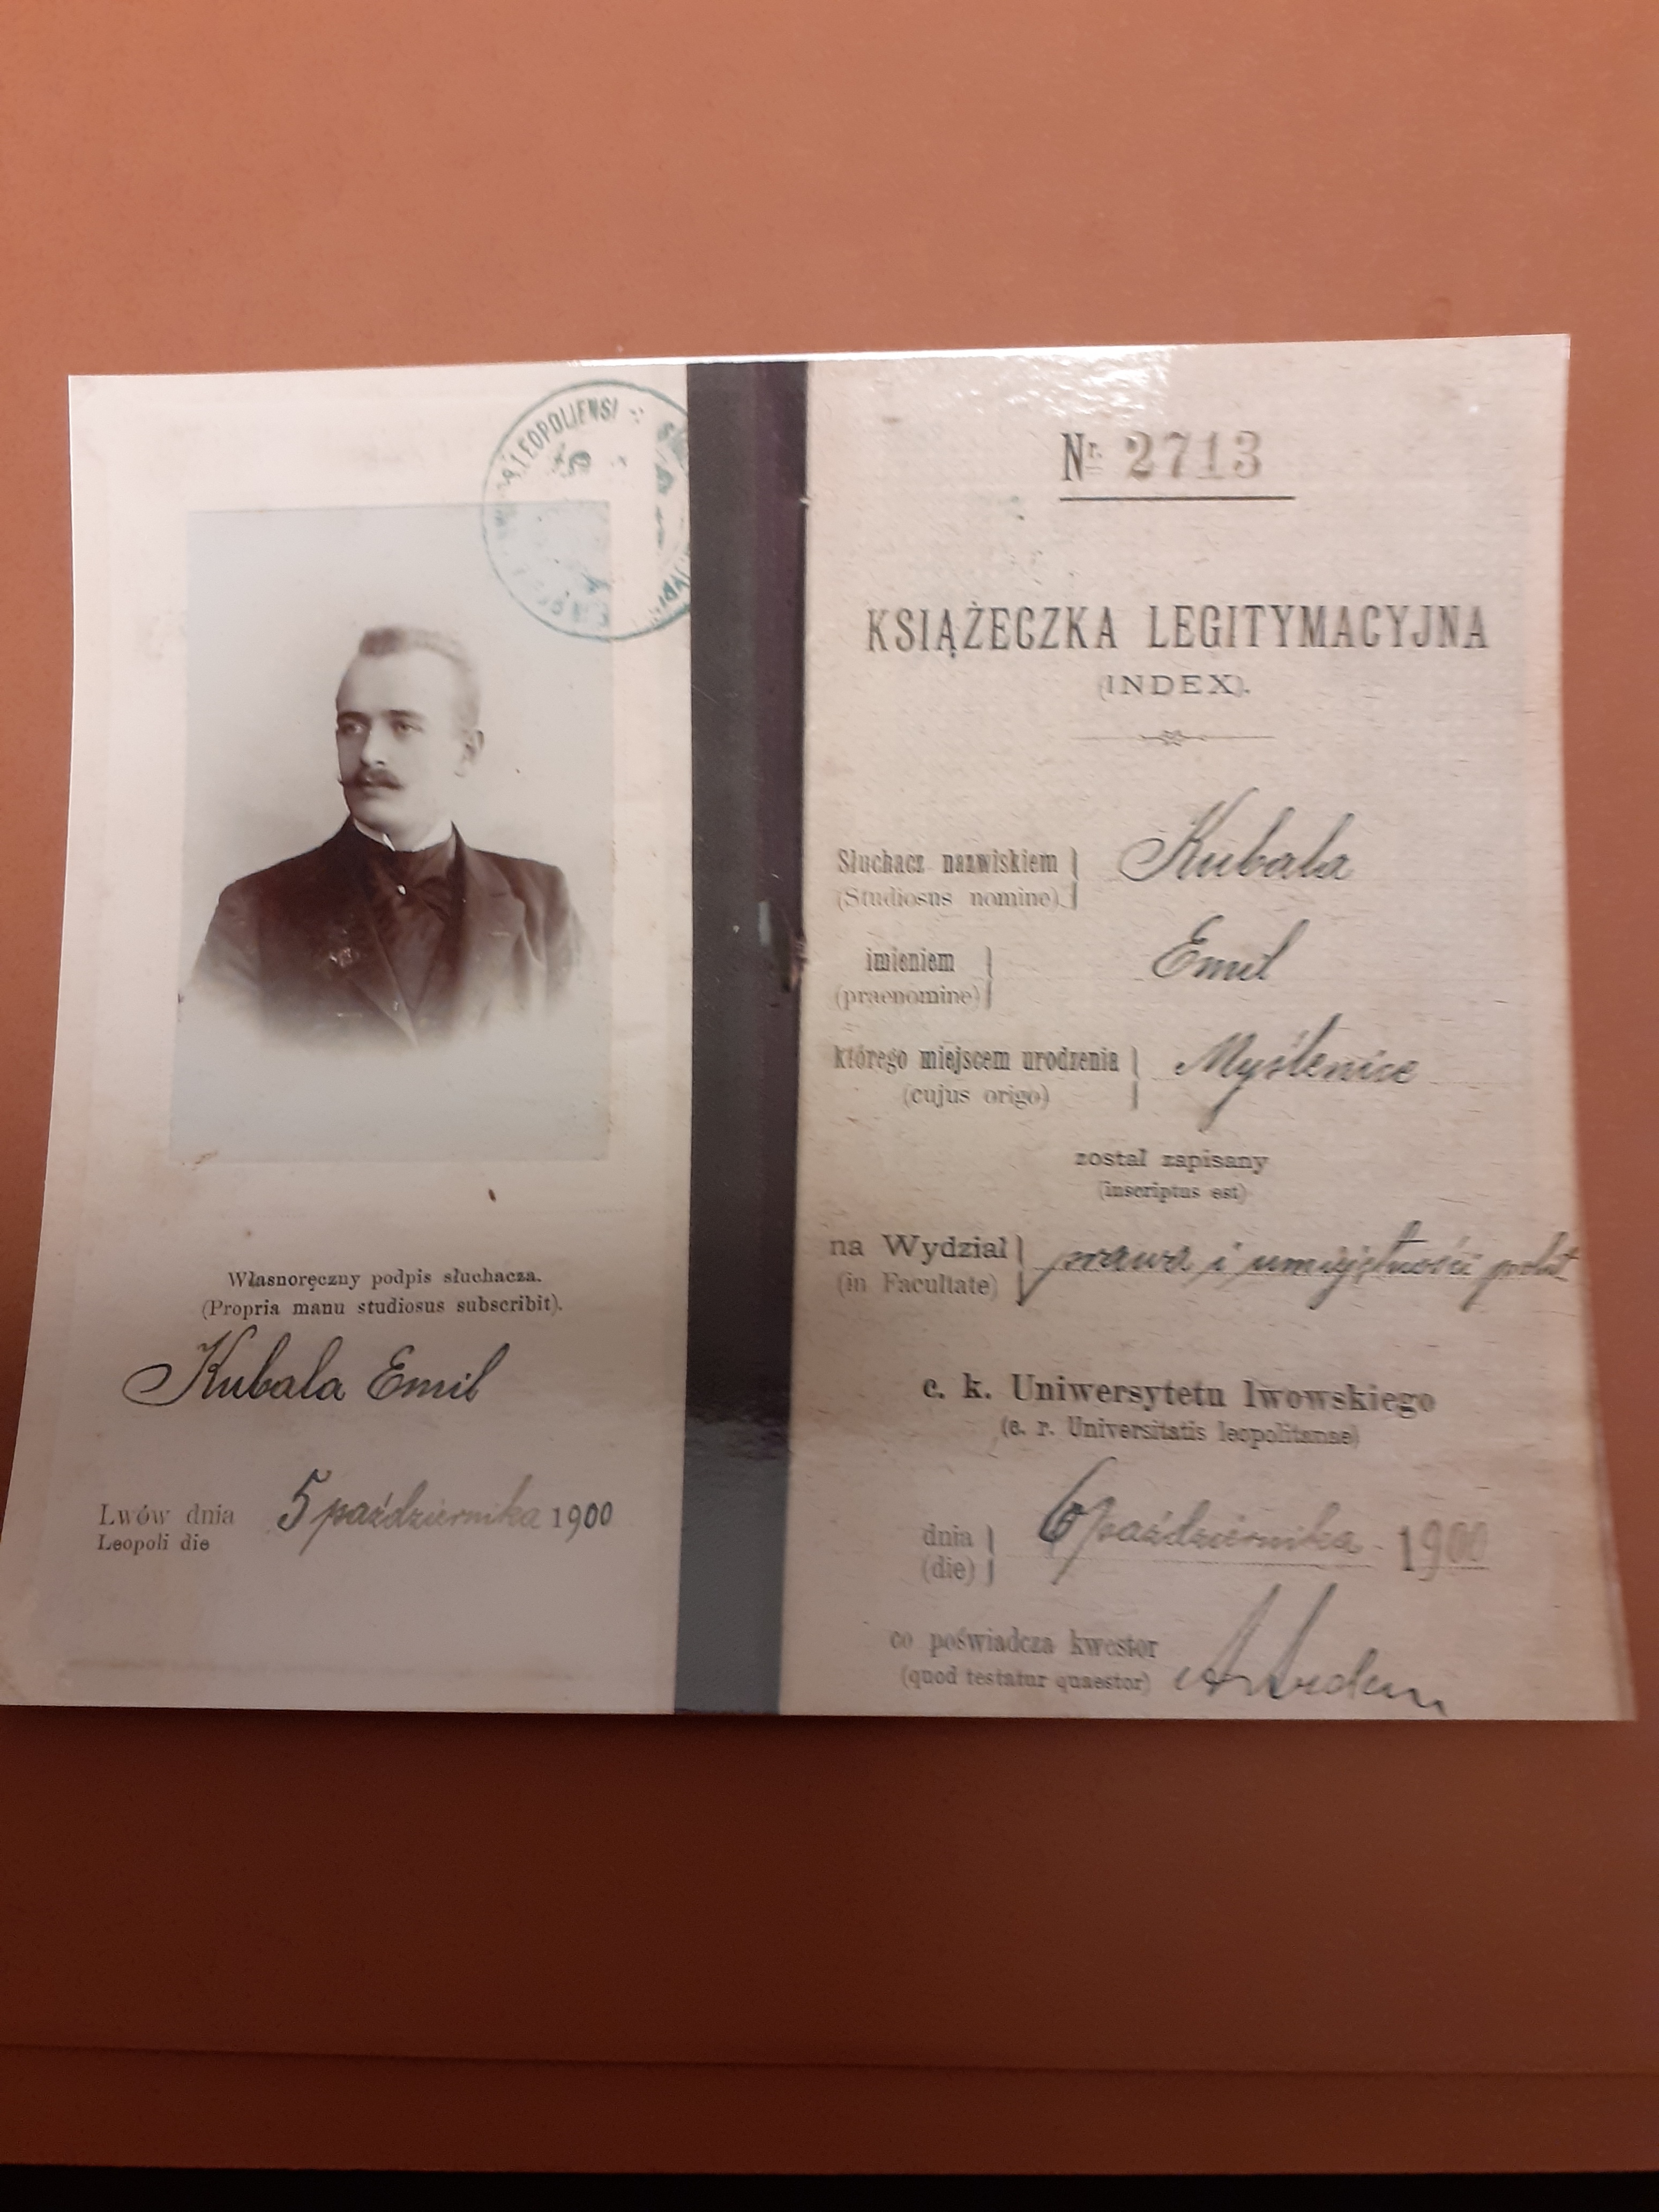 LEOPOLIENSI
Własnoręczny podpis słuchacza.
(Propria manu studiosus subscribit).
Kubala Emil
Lwów dnia 5 października 1900
Leopoli die
Nr. 2713
KSIĄŻECZKA LEGITYMACYJNA
(INDEX).
Słuchacz nazwiskiem Kubala
(Studiosus nomine)
imieniem Emil
(praenomine)
którego miejscem urodzenia Myślenice
(cujus origo)
został zapisany
(inscriptus est)
na Wydział prawa i umiejętności polit
(in Facultate)
c. k. Uniwersytetu lwowskiego
(c. r. Universitatis leopolitanae)
dnia 6 października 1900
(die)
co poświadcza kwestor
(quod testatur quaestor)